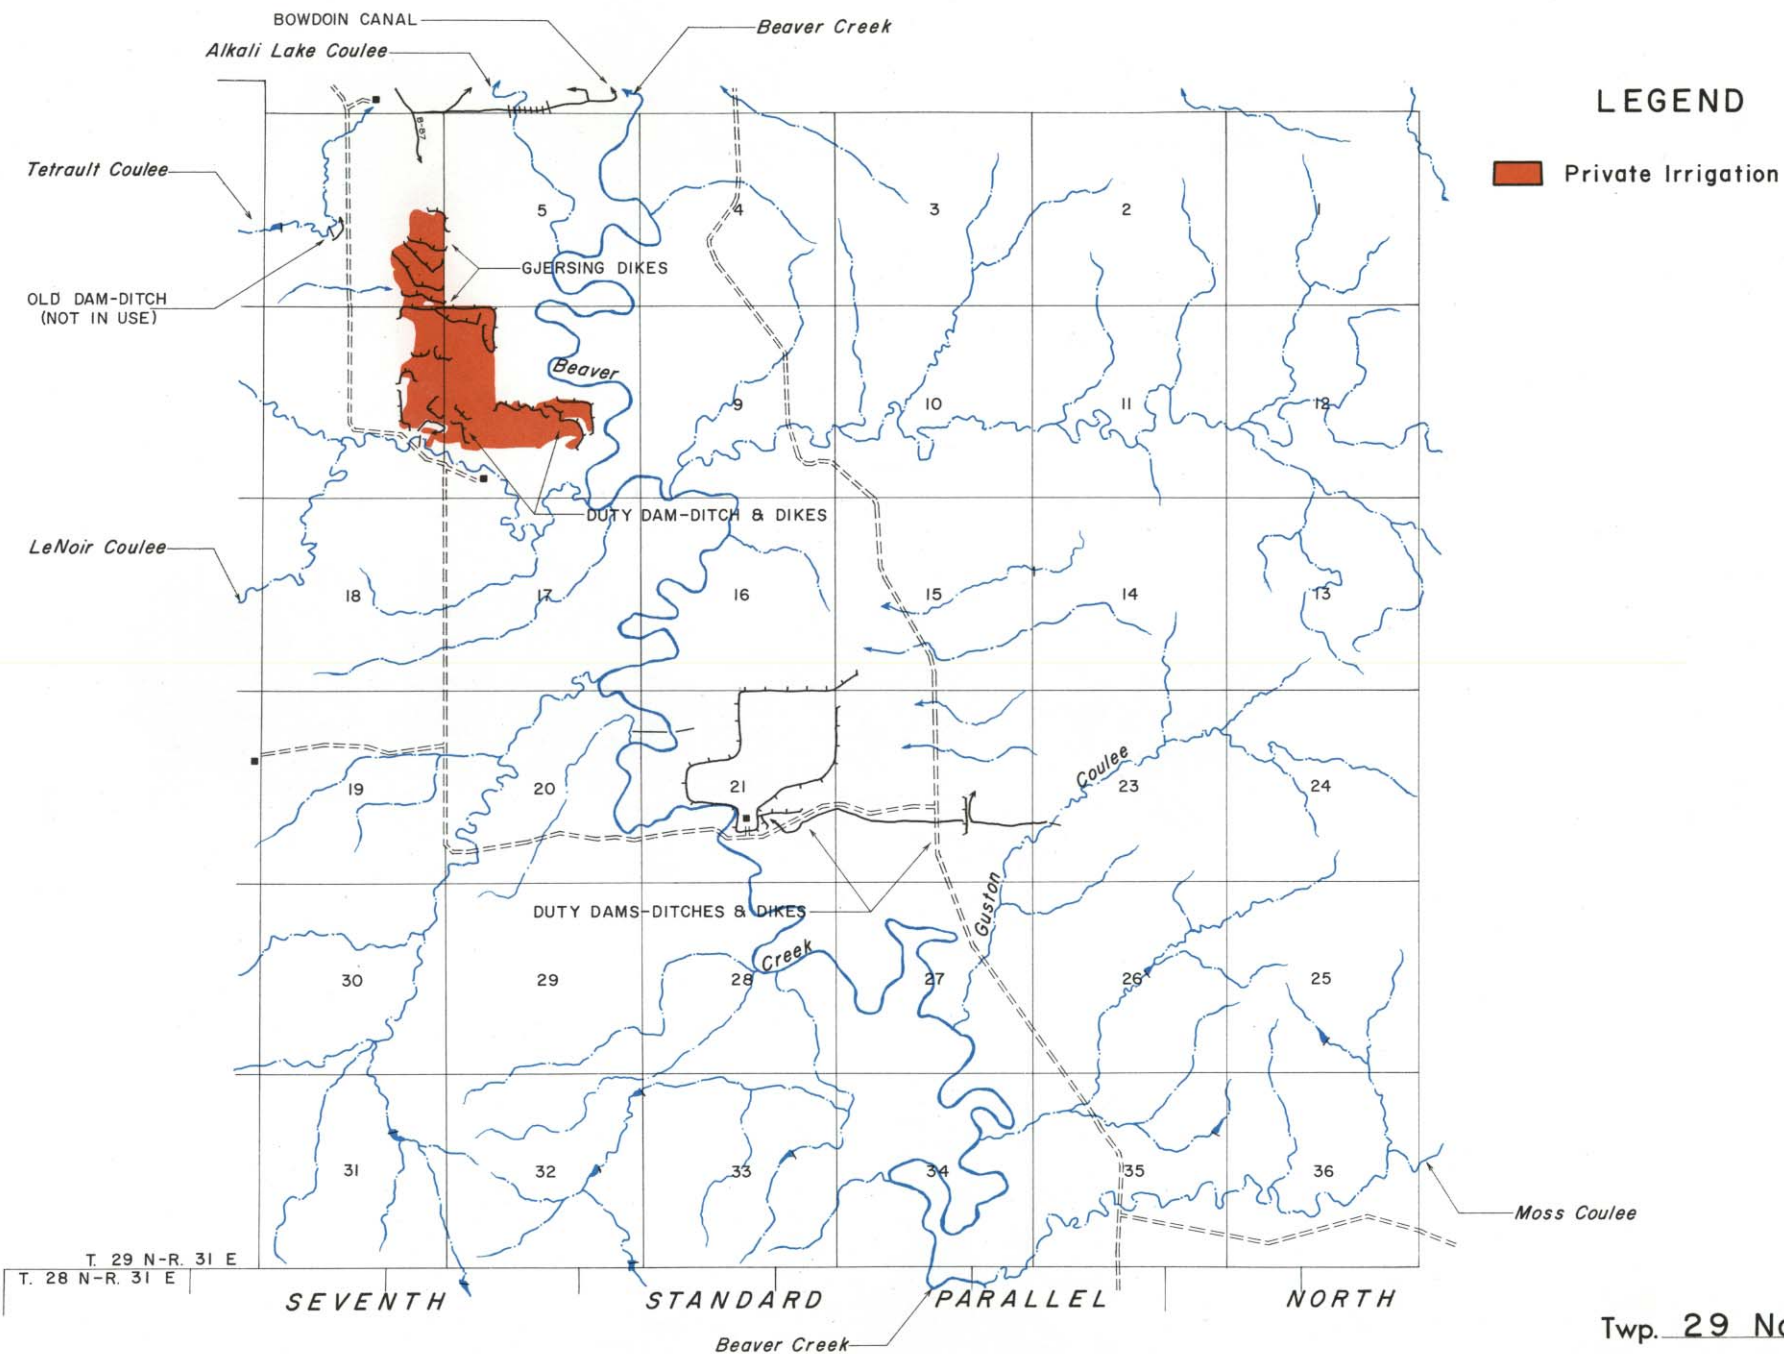 BOWDOIN CANAL
Beaver Creek
Alkali Lake Coulee
LEGEND
B-87
Tetrault Coulee
Private Irrigation
5
4
3
2
1
GJERSING DIKES
OLD DAM-DITCH
(NOT IN USE)
Beaver
9
10
11
12
DUTY DAM-DITCH & DIKES
LeNoir Coulee
18
17
16
15
14
13
Coulee
19
20
21
23
24
Guston
DUTY DAMS-DITCHES & DIKES
Creek
30
29
28
27
26
25
31
32
33
34
35
36
Moss Coulee
T. 29 N-R. 31 E
T. 28 N-R. 31 E
SEVENTH STANDARD PARALLEL NORTH
Beaver Creek
Twp. 29 No